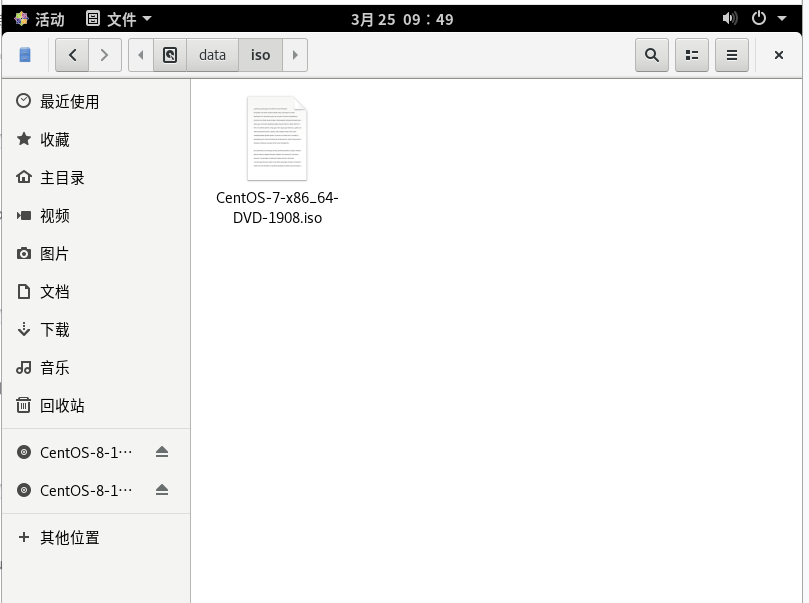 活动 文件 3月 25 09：49
data iso
最近使用
收藏
主目录
视频
图片
文档
下载
音乐
回收站
CentOS-8-1…
CentOS-8-1…
其他位置
CentOS-7-x86_64-
DVD-1908.iso